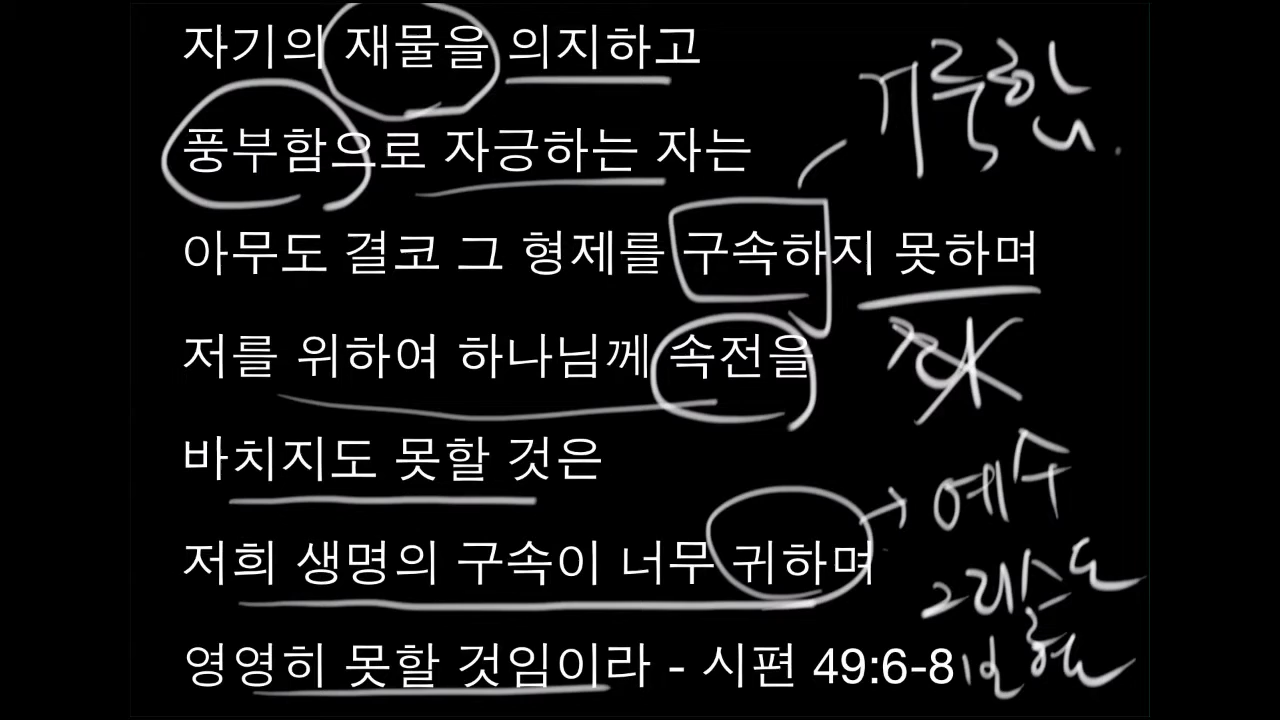 자기의 재물을 의지하고
풍부함으로 자긍하는 자는
아무도 결코 그 형제를 구속하지 못하며
저를 위하여 하나님께 속전을
바치지도 못할 것은
저희 생명의 구속이 너무 귀하며
영영히 못할 것임이라 - 시편 49:6-8
거룩한
죄
예수
그리스도